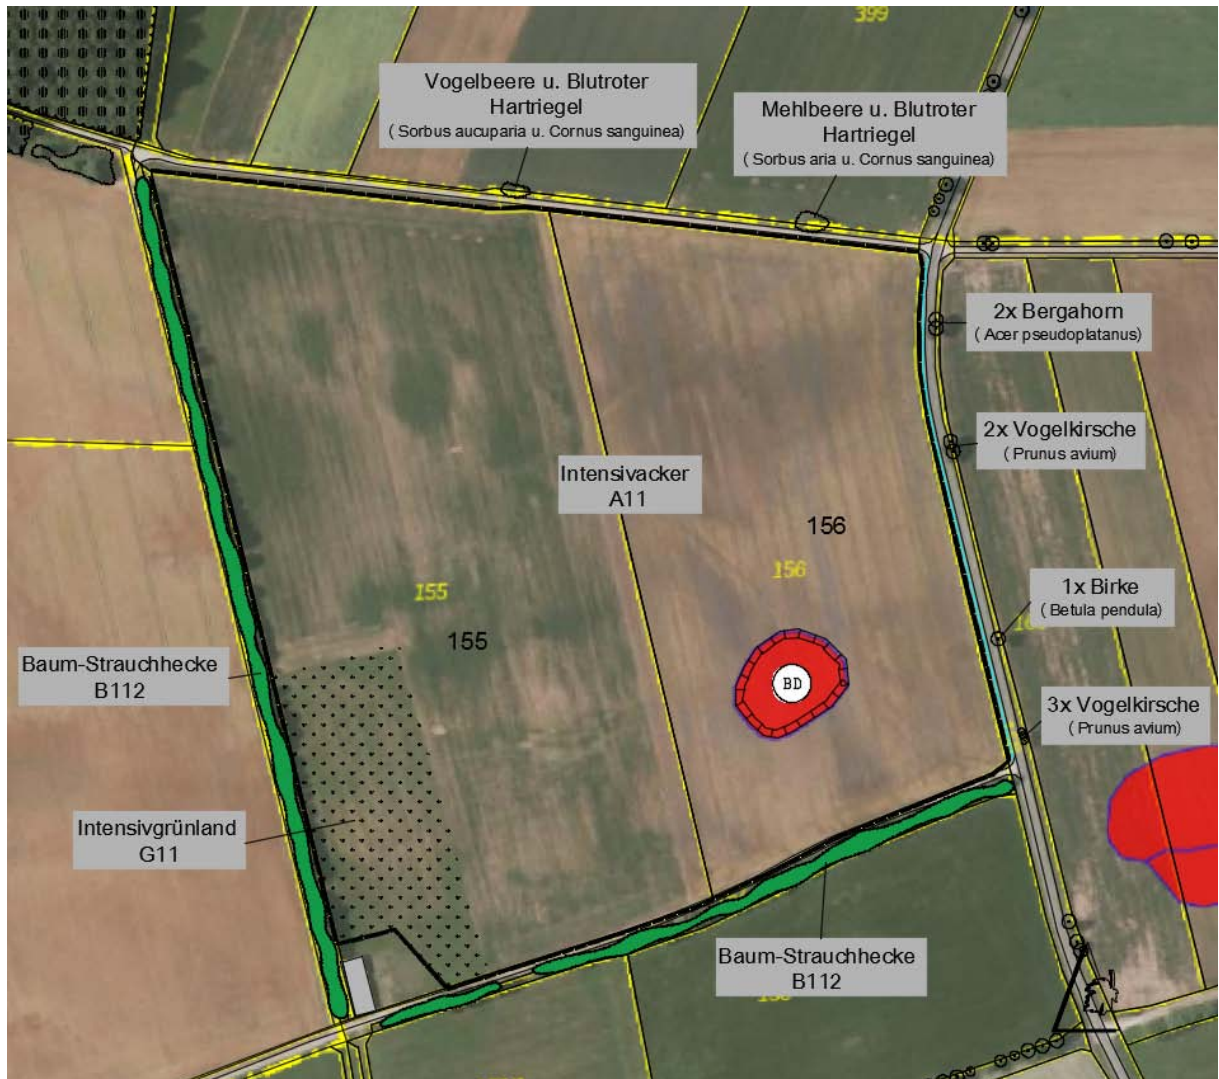 399
Vogelbeere u. Blutroter
Hartriegel
( Sorbus aucuparia u. Cornus sanguinea)
Mehlbeere u. Blutroter
Hartriegel
( Sorbus aria u. Cornus sanguinea)
2x Bergahorn
( Acer pseudoplatanus)
2x Vogelkirsche
( Prunus avium)
Intensivacker
A11
156
156
155
155
1x Birke
( Betula pendula)
Baum-Strauchhecke
B112
BD
3x Vogelkirsche
( Prunus avium)
Intensivgrünland
G11
Baum-Strauchhecke
B112